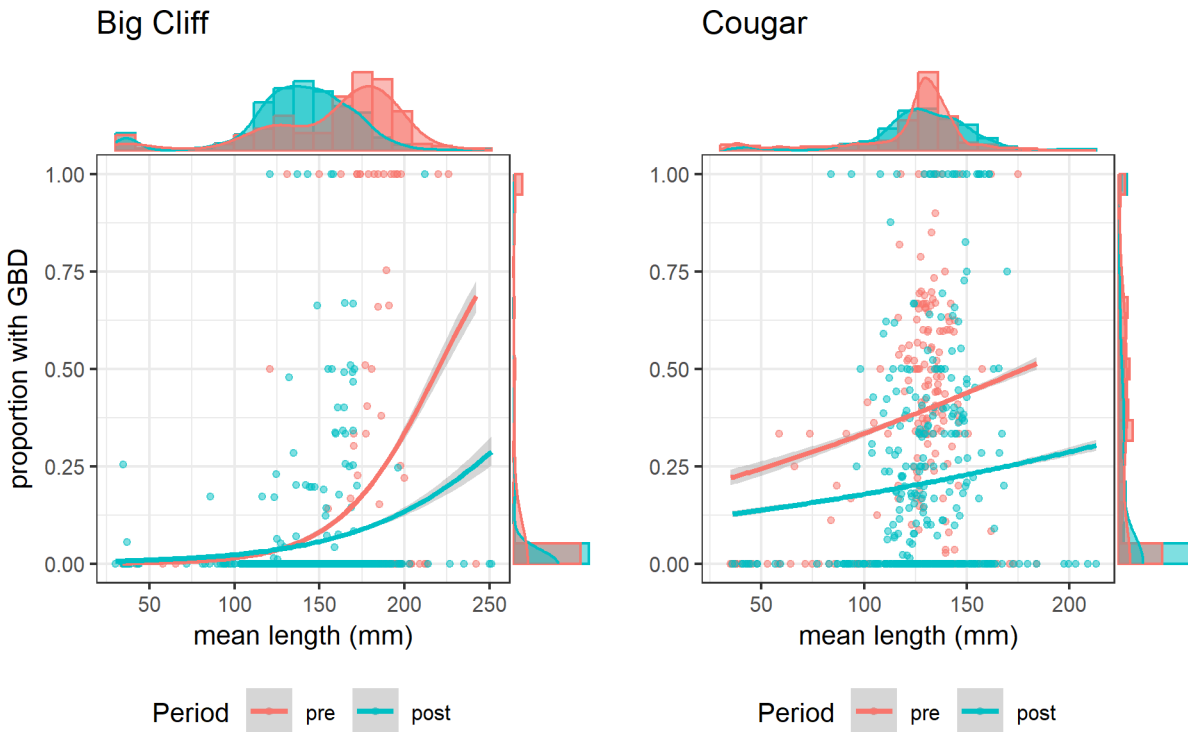 Big Cliff
Cougar
proportion with GBD
1.00
0.75
0.50
0.25
0.00
50 100 150 200 250
mean length (mm)
Period pre post
1.00
0.75
0.50
0.25
0.00
50 100 150 200
mean length (mm)
Period pre post